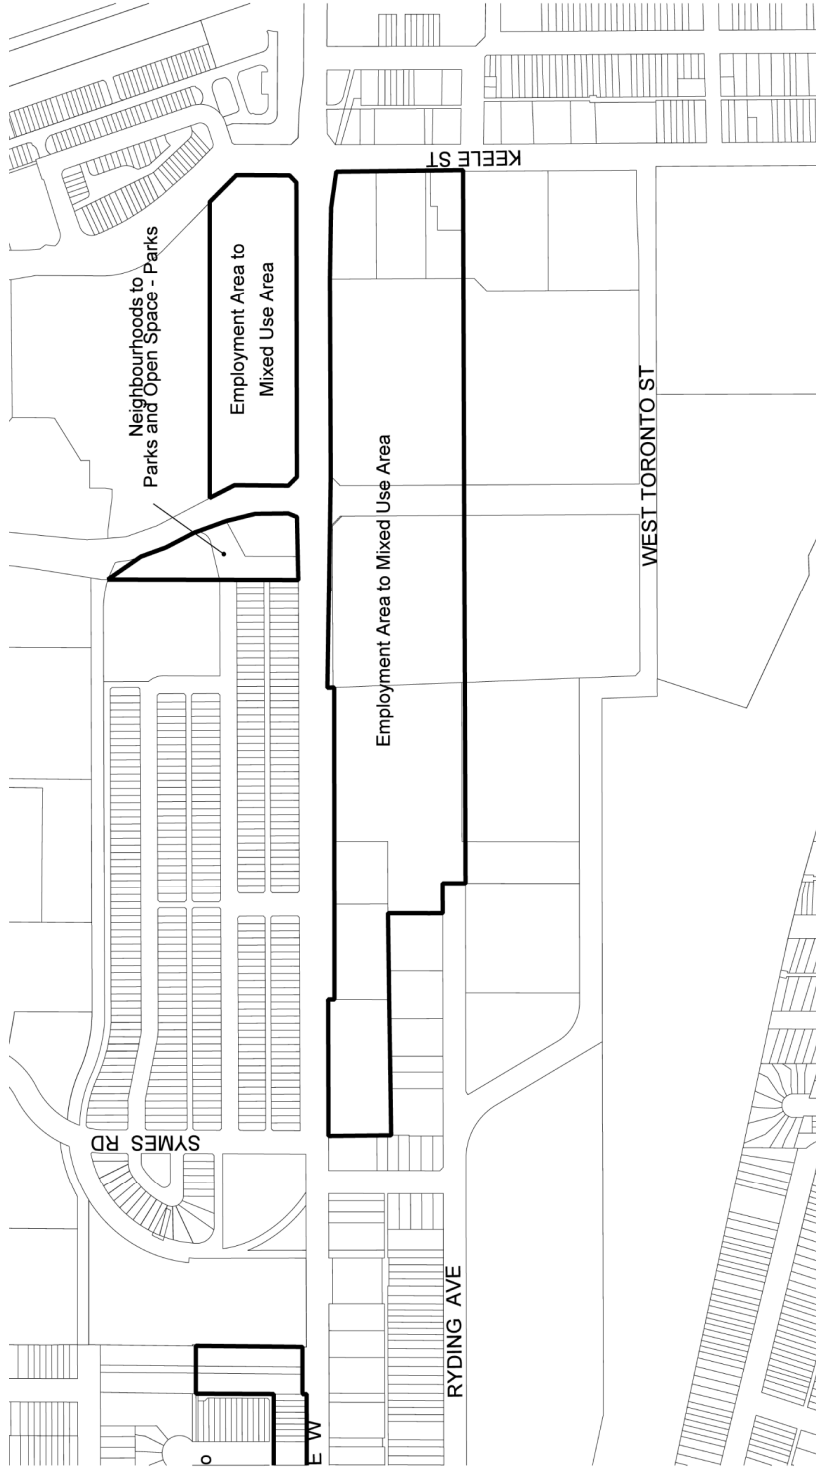 KEELE ST
Neighbourhoods to
Parks and Open Space - Parks
Employment Area to
Mixed Use Area
Employment Area to Mixed Use Area
WEST TORONTO ST
SYMES RD
RYDING AVE
E W
o